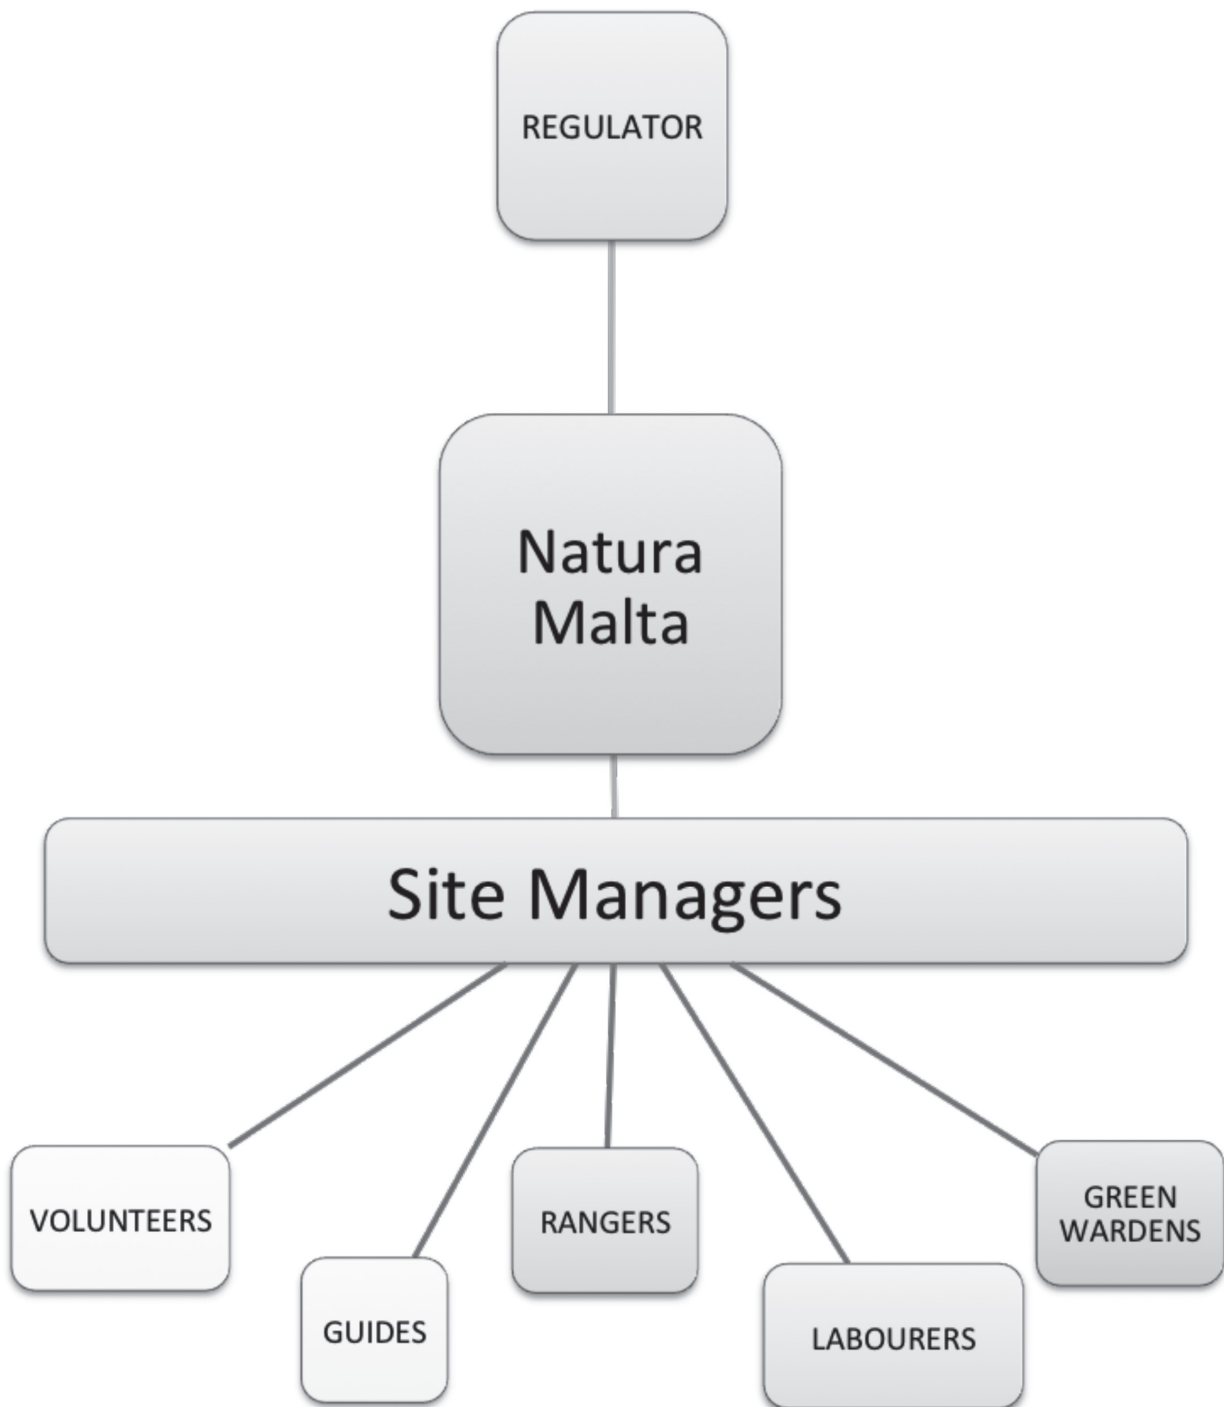 REGULATOR
Natura
Malta
Site Managers
VOLUNTEERS
GUIDES
RANGERS
LABOURERS
GREEN
WARDENS